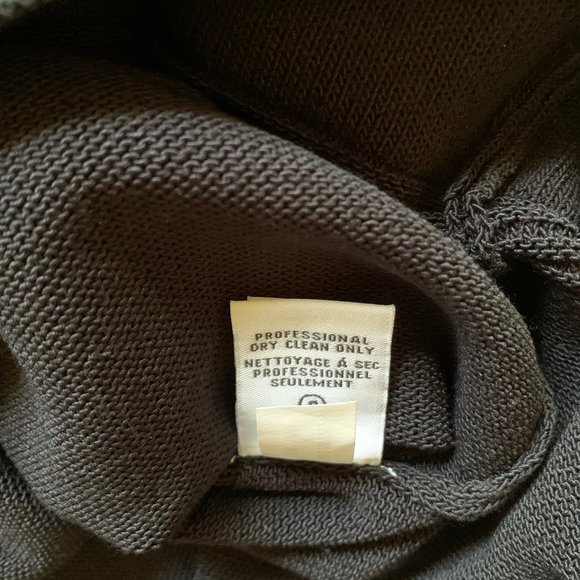 PROFESSIONAL
DRY CLEAN ONLY
NETTOYAGE Á SEC
PROFESSIONNEL
SEULEMENT